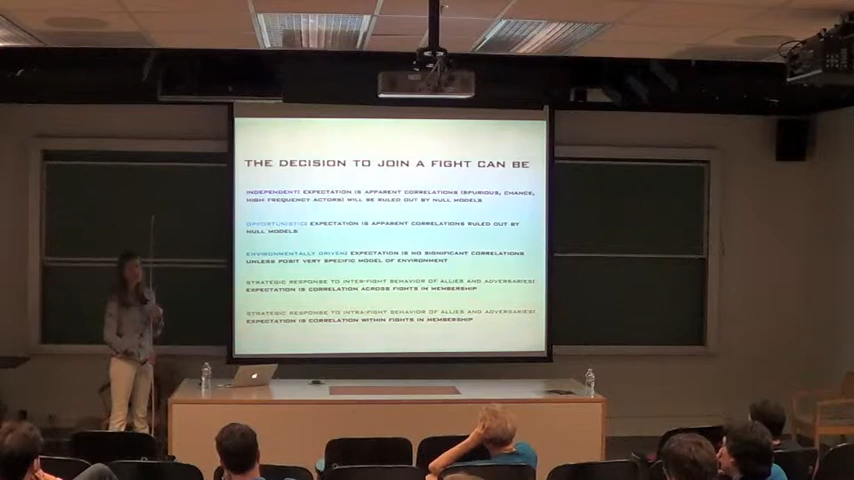 THE DECISION TO JOIN A FIGHT CAN BE
INDEPENDENT: EXPECTATION IS APPARENT CORRELATIONS (SPURIOUS, CHANCE,
HIGH FREQUENCY ACTORS) WILL BE RULED OUT BY NULL MODELS
OPPORTUNISTIC: EXPECTATION IS APPARENT CORRELATIONS RULED OUT BY
NULL MODELS
ENVIRONMENTALLY DRIVEN: EXPECTATION IS NO SIGNIFICANT CORRELATIONS
UNLESS POSIT VERY SPECIFIC MODEL OF ENVIRONMENT
STRATEGIC RESPONSE TO INTER-FIGHT BEHAVIOR OF ALLIES AND ADVERSARIES:
EXPECTATION IS CORRELATION ACROSS FIGHTS IN MEMBERSHIP
STRATEGIC RESPONSE TO INTRA-FIGHT BEHAVIOR OF ALLIES AND ADVERSARIES:
EXPECTATION IS CORRELATION WITHIN FIGHTS IN MEMBERSHIP